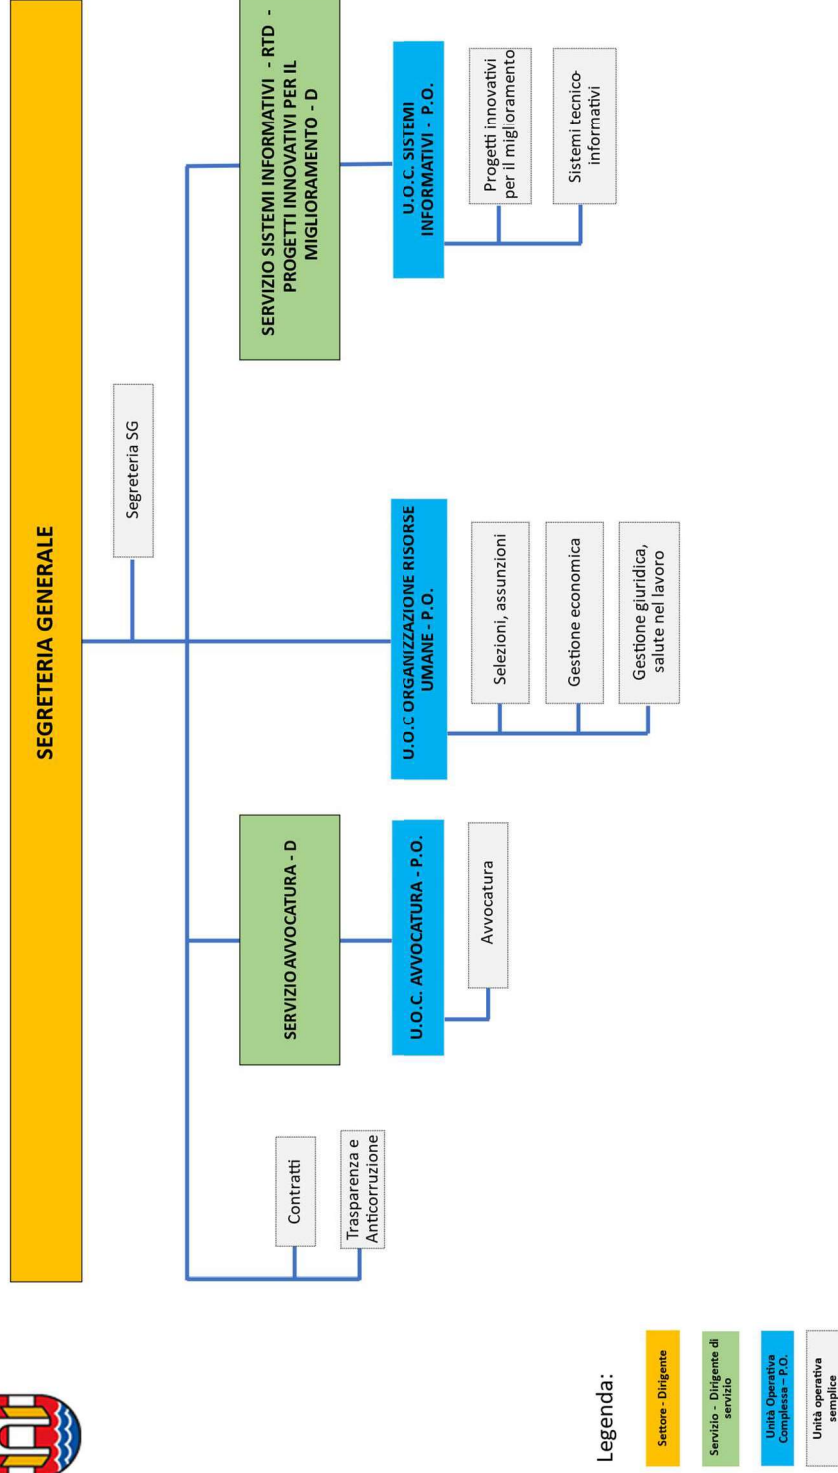 SEGRETERIA GENERALE
Segreteria SG
Contratti
Trasparenza e
Anticorruzione
SERVIZIO AVVOCATURA - D
U.O.C. AVVOCATURA - P.O.
Avvocatura
U.O.C ORGANIZZAZIONE RISORSE
UMANE - P.O.
Selezioni, assunzioni
Gestione economica
Gestione giuridica,
salute nel lavoro
SERVIZIO SISTEMI INFORMATIVI - RTD -
PROGETTI INNOVATIVI PER IL
MIGLIORAMENTO - D
U.O.C. SISTEMI
INFORMATIVI - P.O.
Progetti innovativi
per il miglioramento
Sistemi tecnico-
informativi
Legenda:
Settore - Dirigente
Servizio - Dirigente di
servizio
Unità Operativa
Complessa – P.O.
Unità operativa
semplice